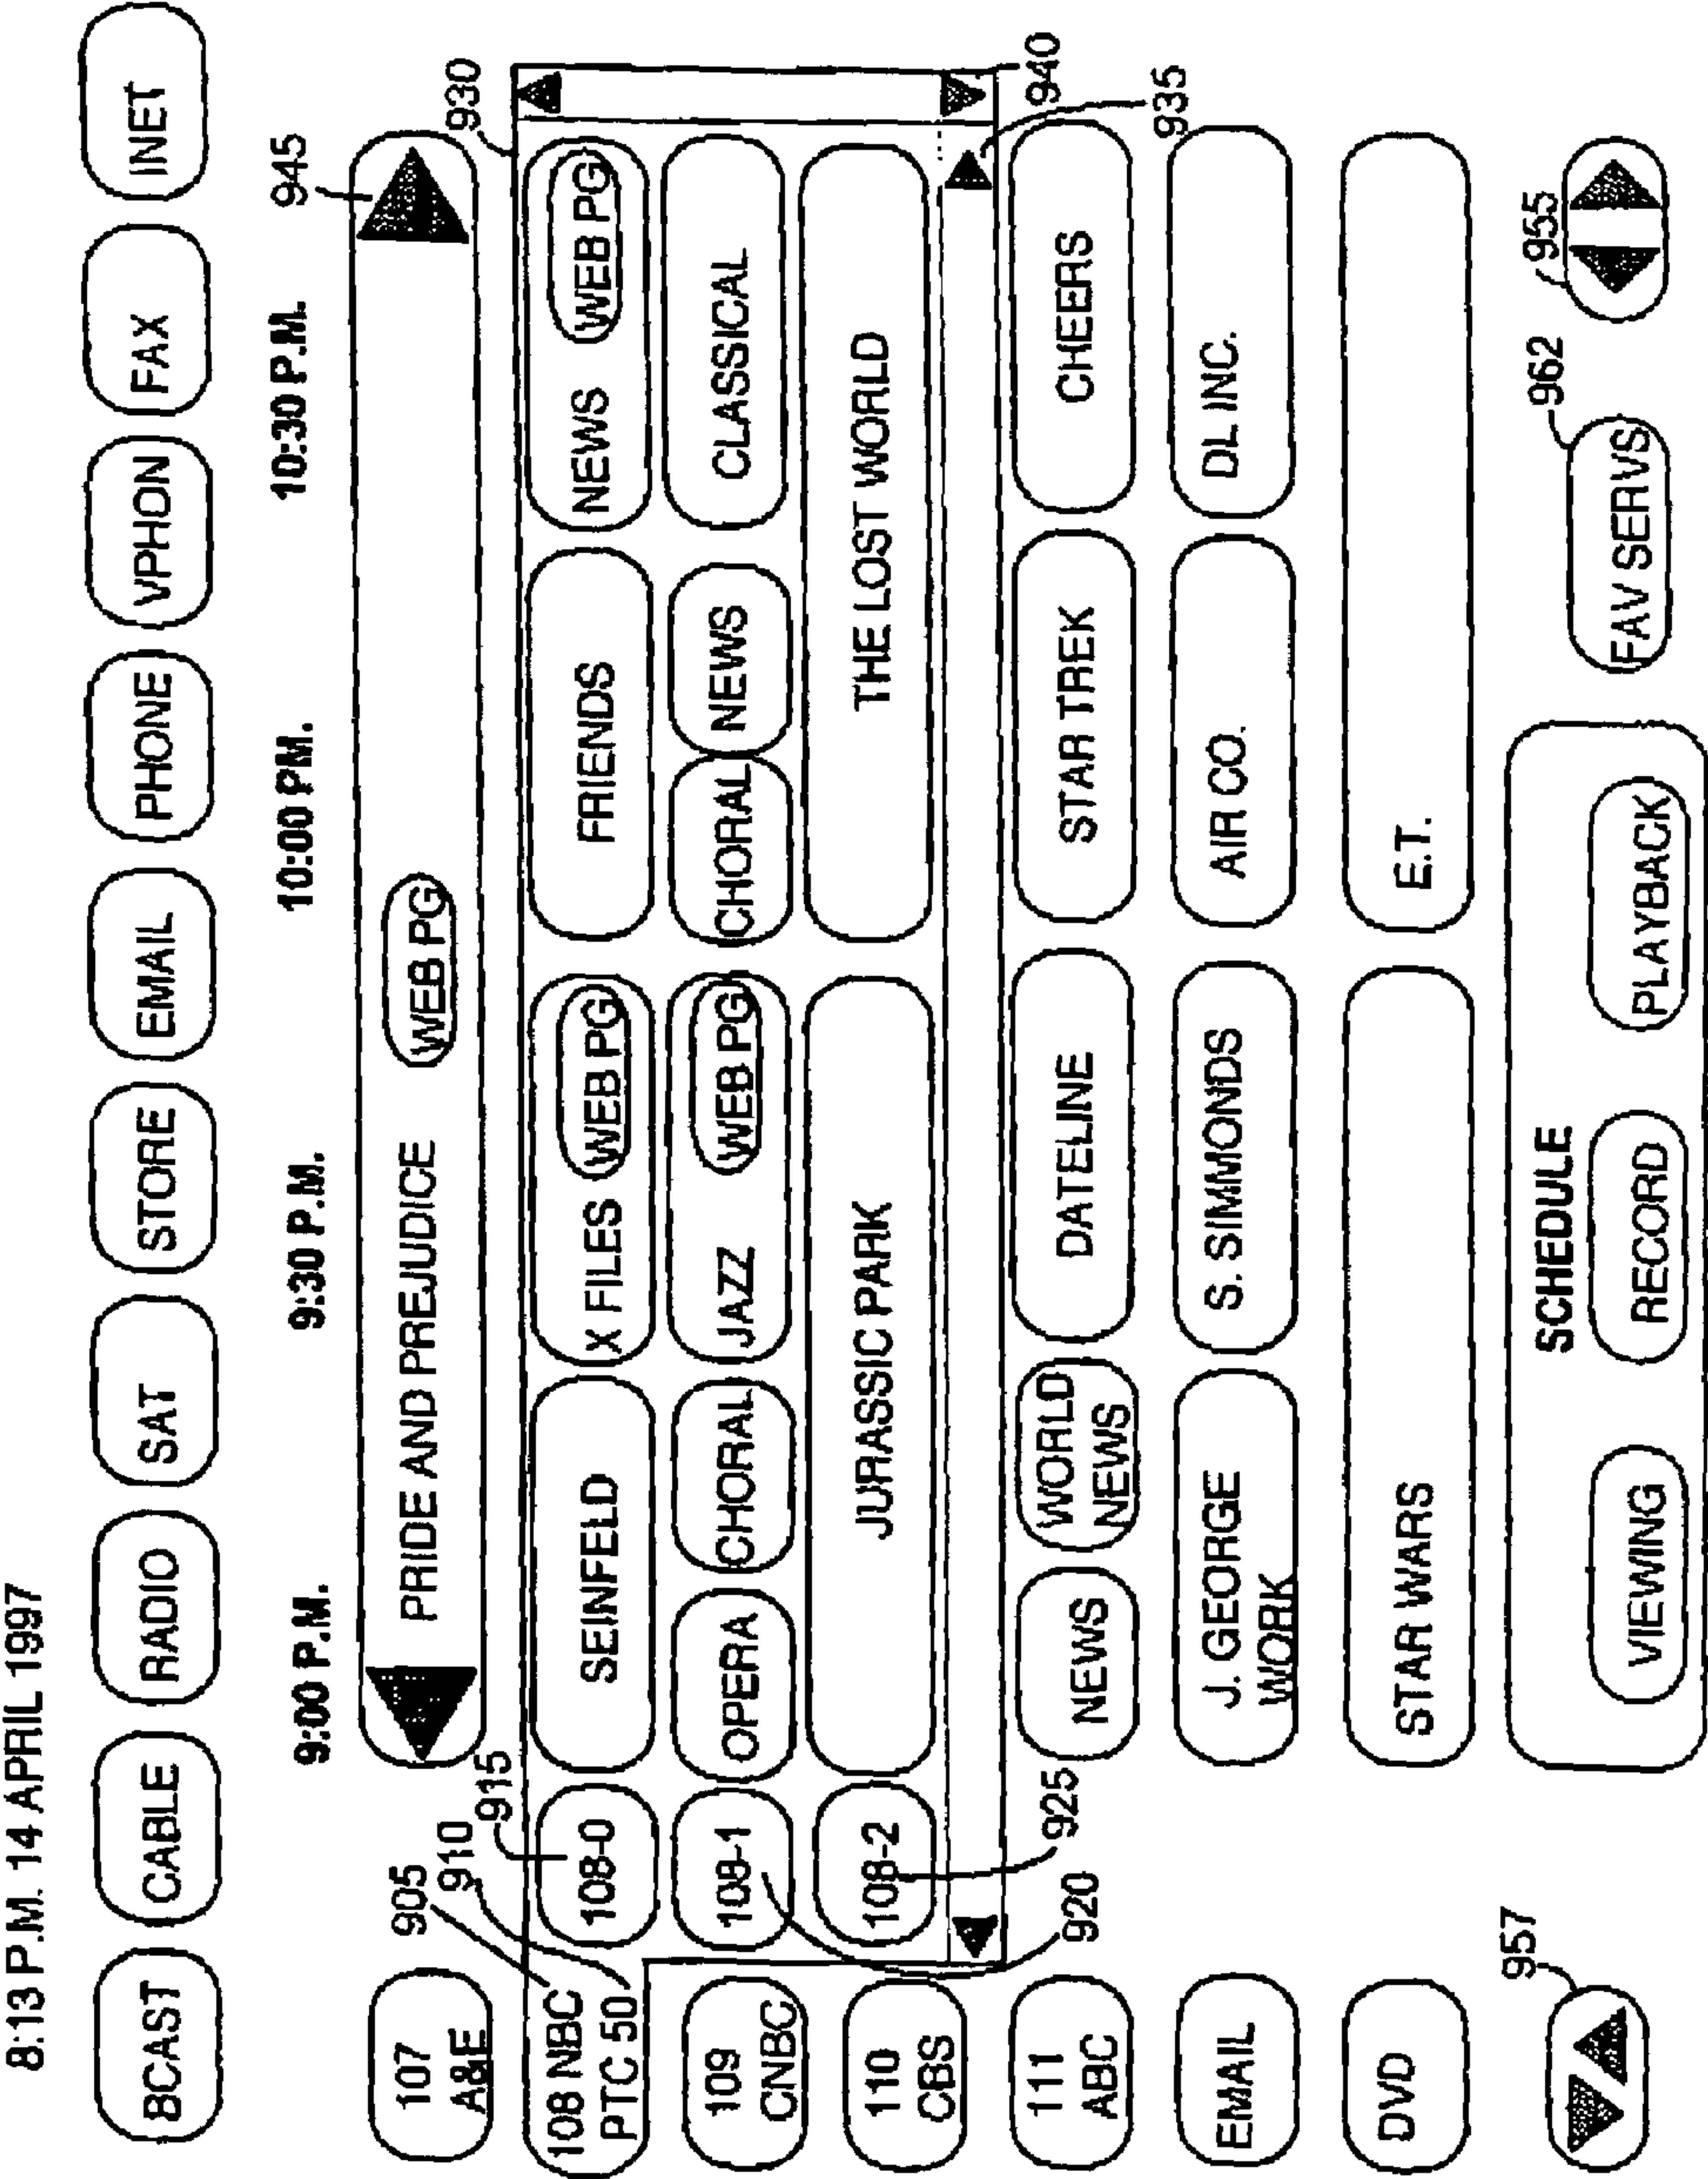 8:13 P.M. 14 APRIL 1997
BCAST CABLE RADIO SAT STORE EMAIL PHONE VPHON FAX INET
9:00 P.M. 9:30 P.M. 10:00 PM. 10:30 P.M.
945
107 A&E
PRIDE AND PREJUDICE WEB PG
905
910
915
930
108 NBC
PTC 50
108-0 SEINFELD X FILES WEB PG FRIENDS NEWS WEB PG
109 CNBC
108-1 OPERA CHORAL JAZZ WEB PG CHORAL NEWS CLASSICAL
110 CBS
108-2 JURASSIC PARK THE LOST WORLD
920
925
940
935
111 ABC
NEWS WORLD NEWS DATELINE STAR TREK CHEERS
EMAIL
J. GEORGE WORK S. SIMMONDS AIR CO. DL INC.
DVD
STAR WARS E.T.
957
SCHEDULE
VIEWING RECORD PLAYBACK
FAV SERVS
962
955